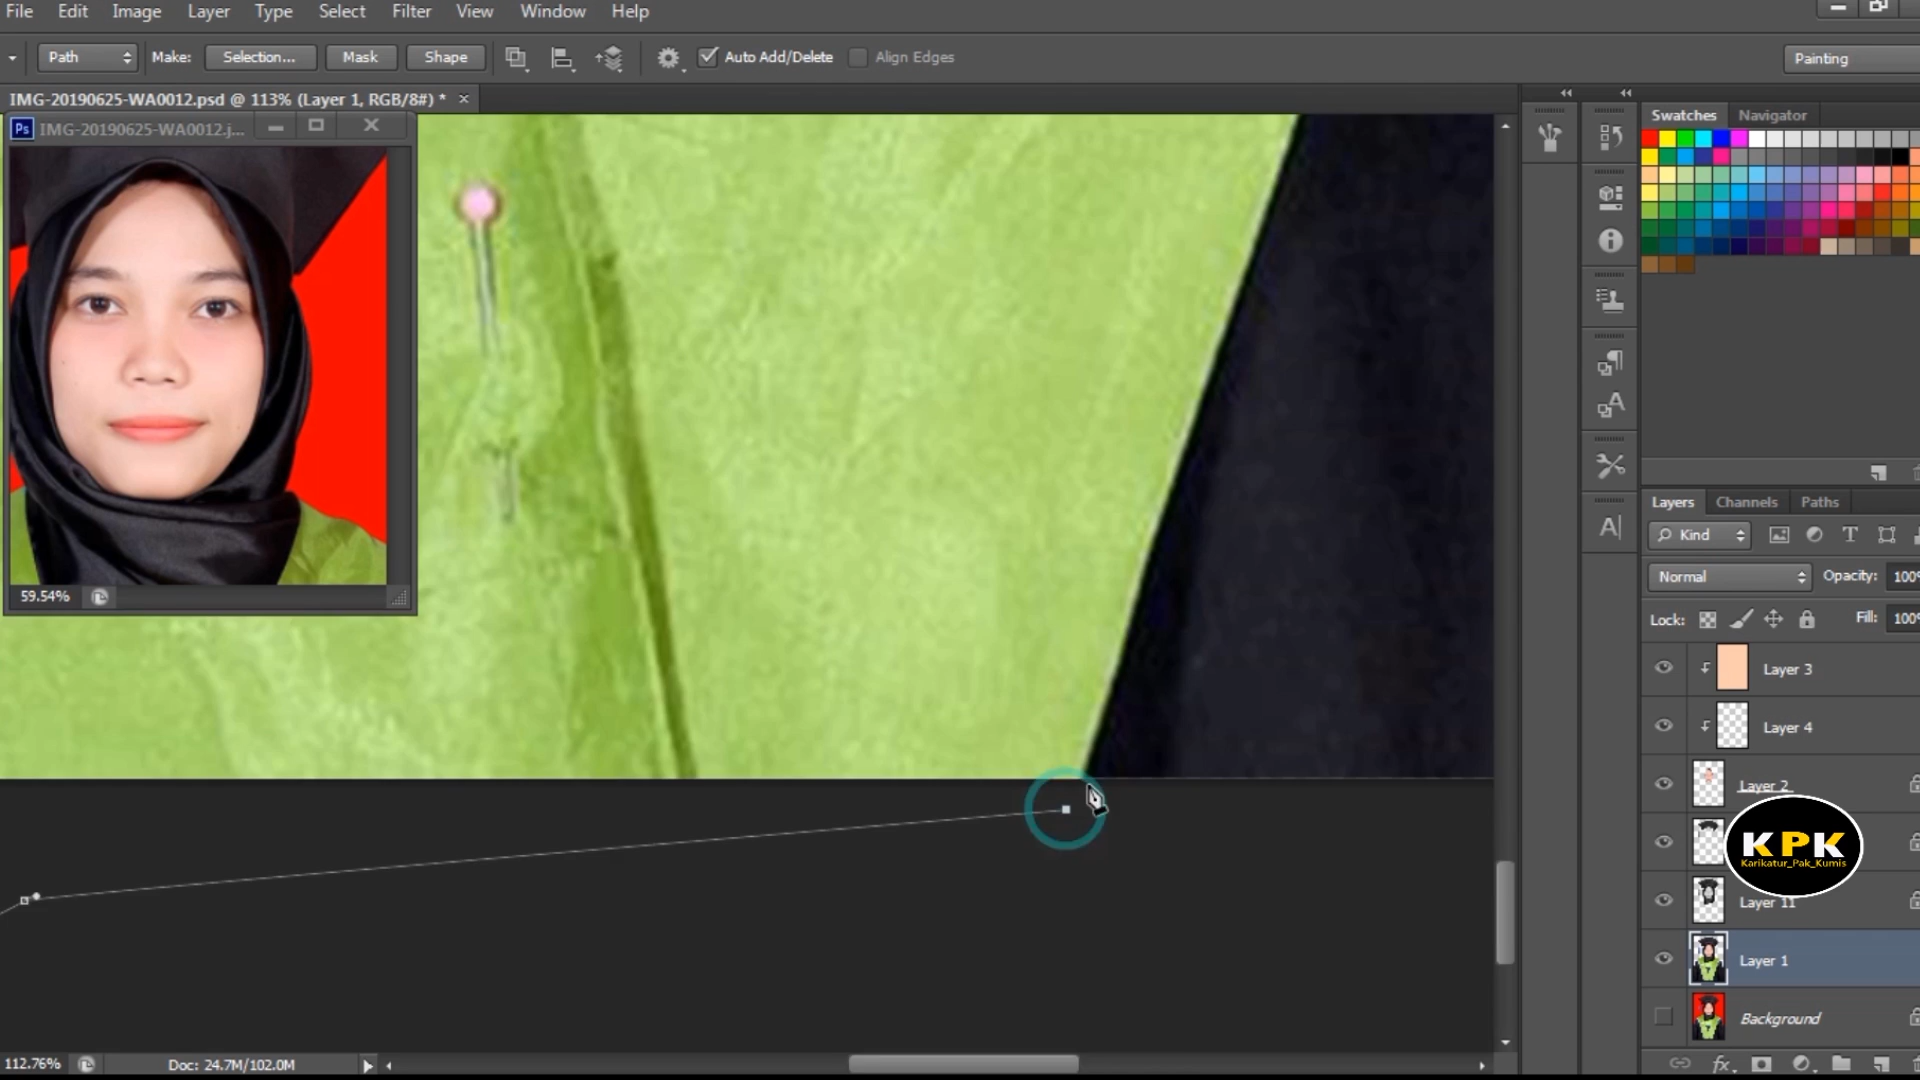 File Edit Image Layer Type Select Filter View Window Help
Path Make: Selection... Mask Shape Auto Add/Delete Align Edges Painting
IMG-20190625-WA0012.psd @ 113% (Layer 1, RGB/8#) *
IMG-20190625-WA0012.j...
59.54%
Swatches Navigator
Layers Channels Paths
Kind
Normal Opacity: 100%
Lock: Fill: 100%
Layer 3
Layer 4
Layer 2
KPK
Karikatur_Pak_Kumis
Layer 11
Layer 1
Background
112.76% Doc: 24.7M/102.0M